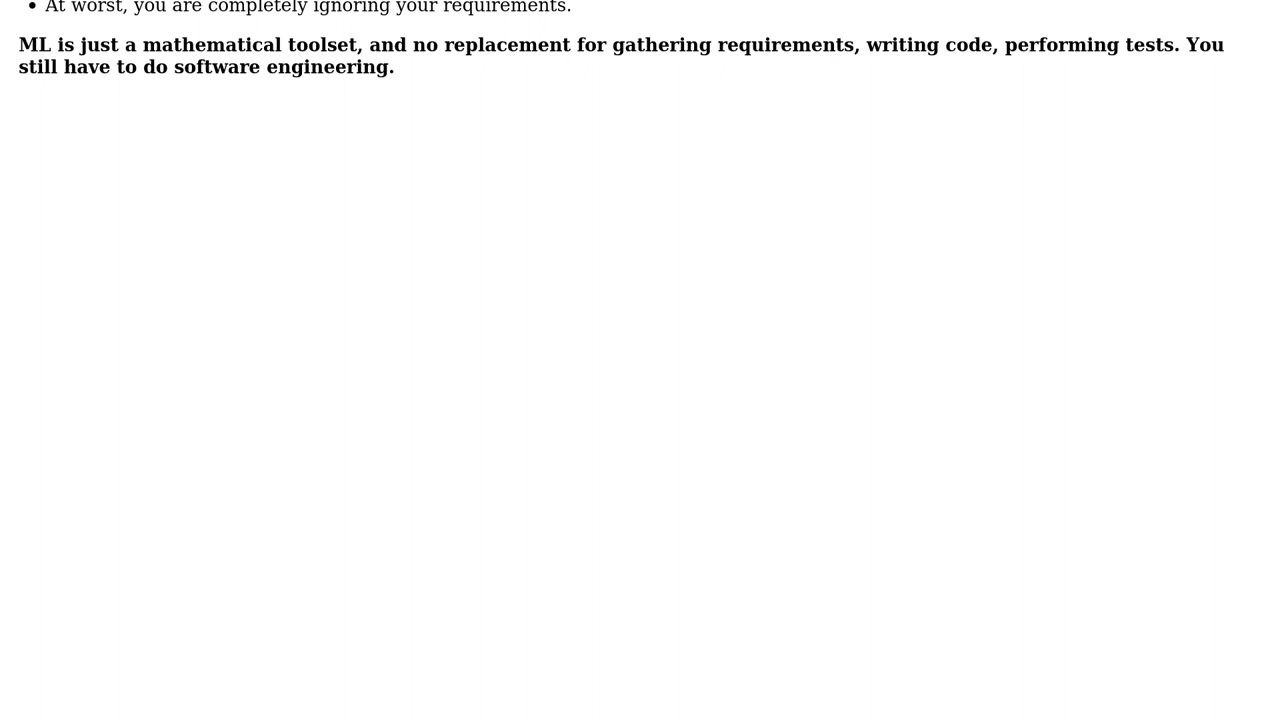 • At worst, you are completely ignoring your requirements.
ML is just a mathematical toolset, and no replacement for gathering requirements, writing code, performing tests. You
still have to do software engineering.